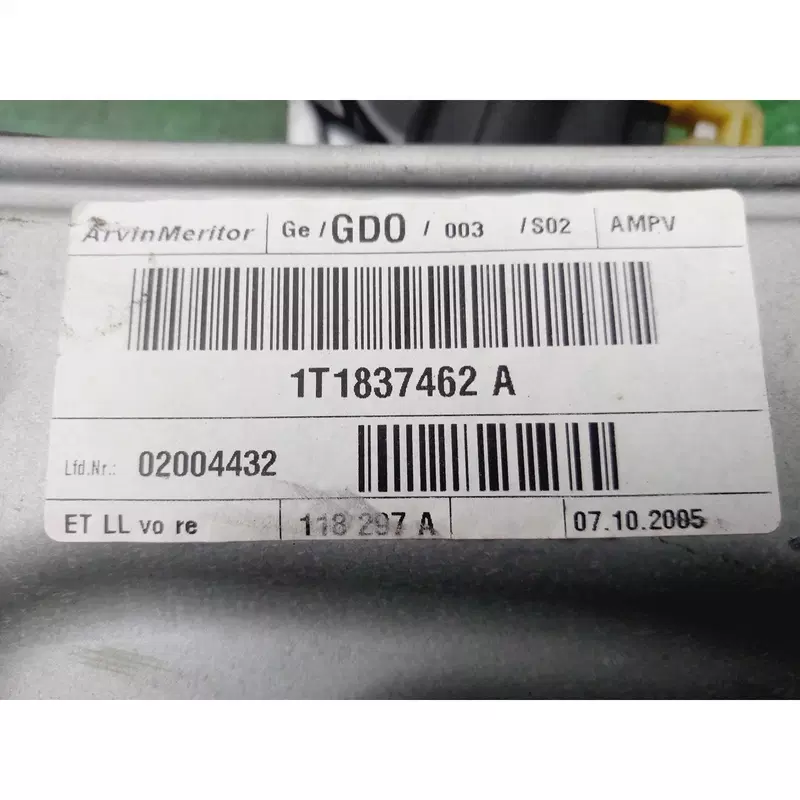 ArvinMeritor Ge / GDO / 003 /S02 AMPV
1T1837462 A
Lfd.Nr.: 02004432
ET LL vo re 118 297 A 07.10.2005